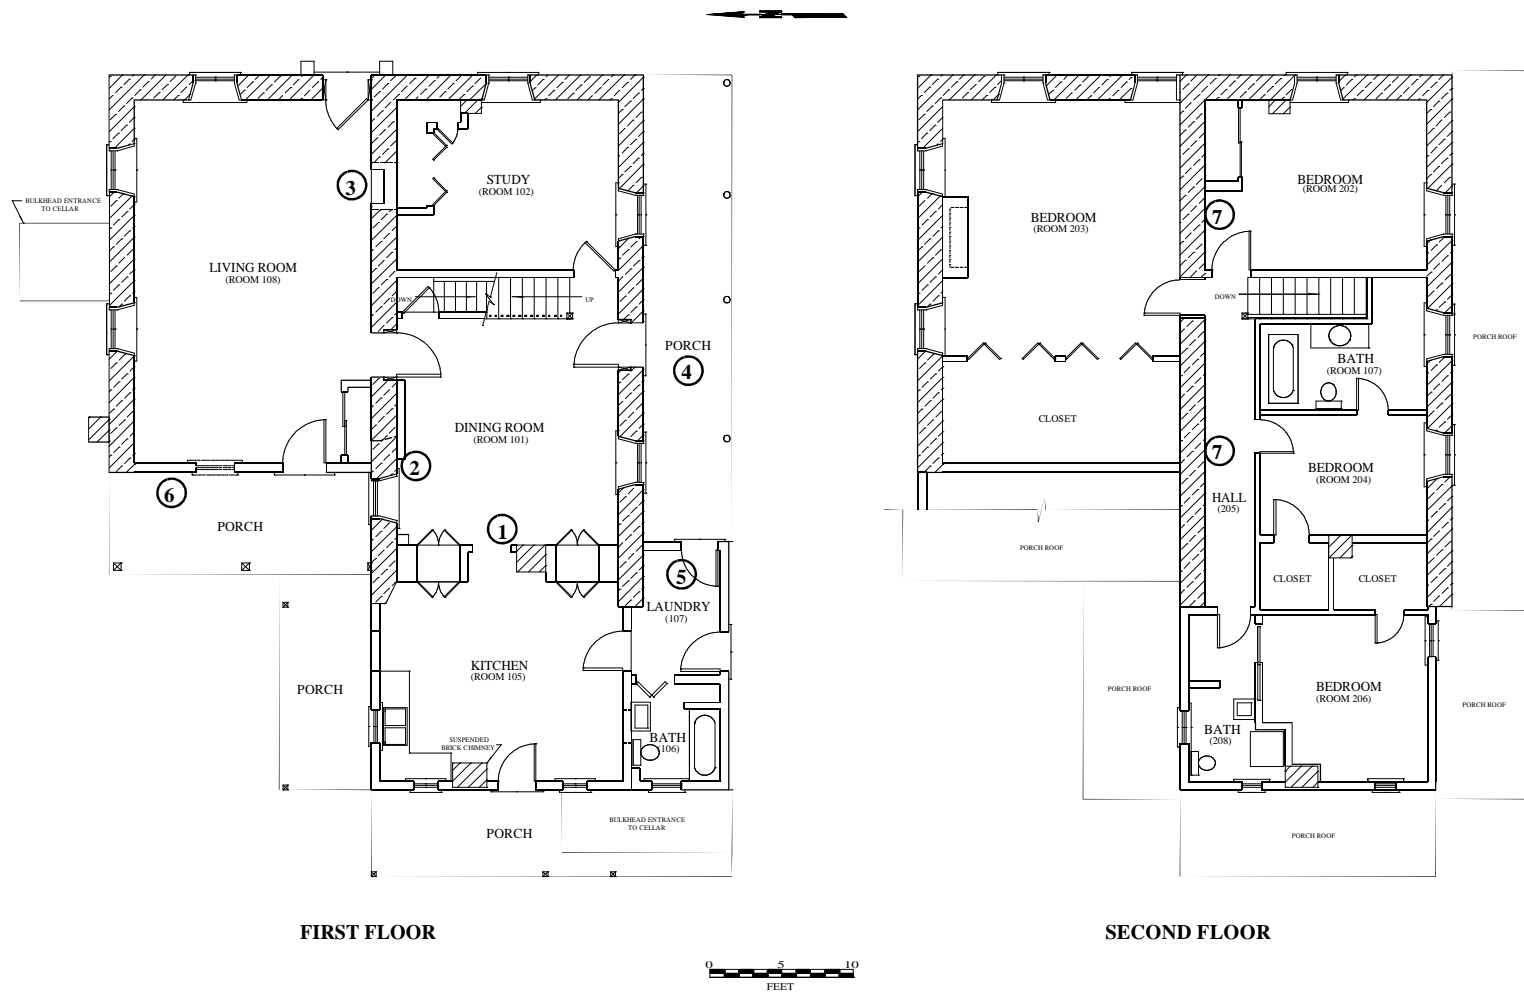 N
BULKHEAD ENTRANCE
TO CELLAR
LIVING ROOM
(ROOM 108)
3
STUDY
(ROOM 102)
DOWN
UP
PORCH
4
DINING ROOM
(ROOM 101)
2
6
PORCH
1
5
LAUNDRY
(107)
KITCHEN
(ROOM 105)
PORCH
SUSPENDED
BRICK CHIMNEY
BATH
(106)
PORCH
BULKHEAD ENTRANCE
TO CELLAR
FIRST FLOOR
BEDROOM
(ROOM 203)
BEDROOM
(ROOM 202)
7
DOWN
BATH
(ROOM 107)
PORCH ROOF
CLOSET
7
BEDROOM
(ROOM 204)
HALL
(205)
PORCH ROOF
CLOSET
CLOSET
PORCH ROOF
BEDROOM
(ROOM 206)
PORCH ROOF
BATH
(208)
PORCH ROOF
SECOND FLOOR
0 5 10
FEET